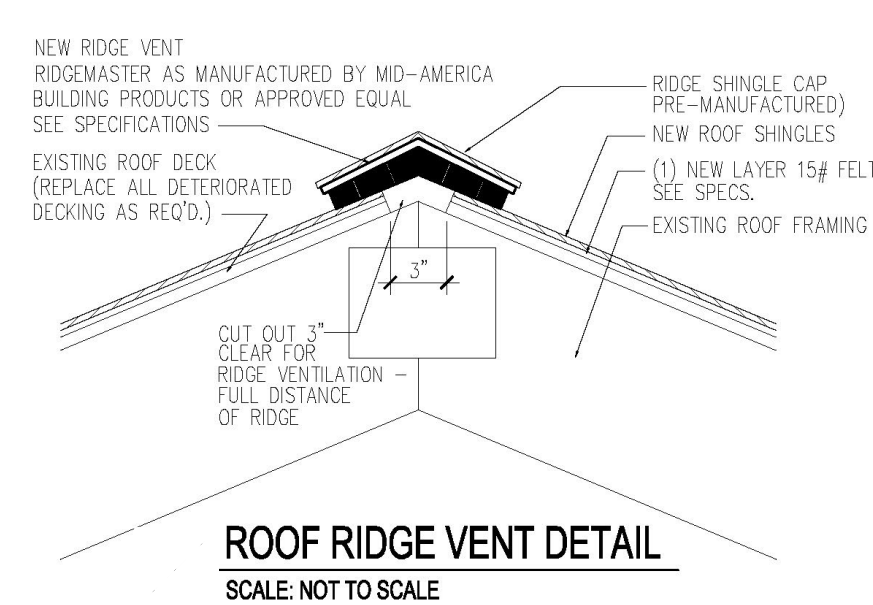 NEW RIDGE VENT
RIDGEMASTER AS MANUFACTURED BY MID-AMERICA
BUILDING PRODUCTS OR APPROVED EQUAL
SEE SPECIFICATIONS
EXISTING ROOF DECK
(REPLACE ALL DETERIORATED
DECKING AS REQ'D.)
RIDGE SHINGLE CAP
PRE-MANUFACTURED)
NEW ROOF SHINGLES
(1) NEW LAYER 15# FELT
SEE SPECS.
EXISTING ROOF FRAMING
3"
CUT OUT 3"
CLEAR FOR
RIDGE VENTILATION -
FULL DISTANCE
OF RIDGE
ROOF RIDGE VENT DETAIL
SCALE: NOT TO SCALE